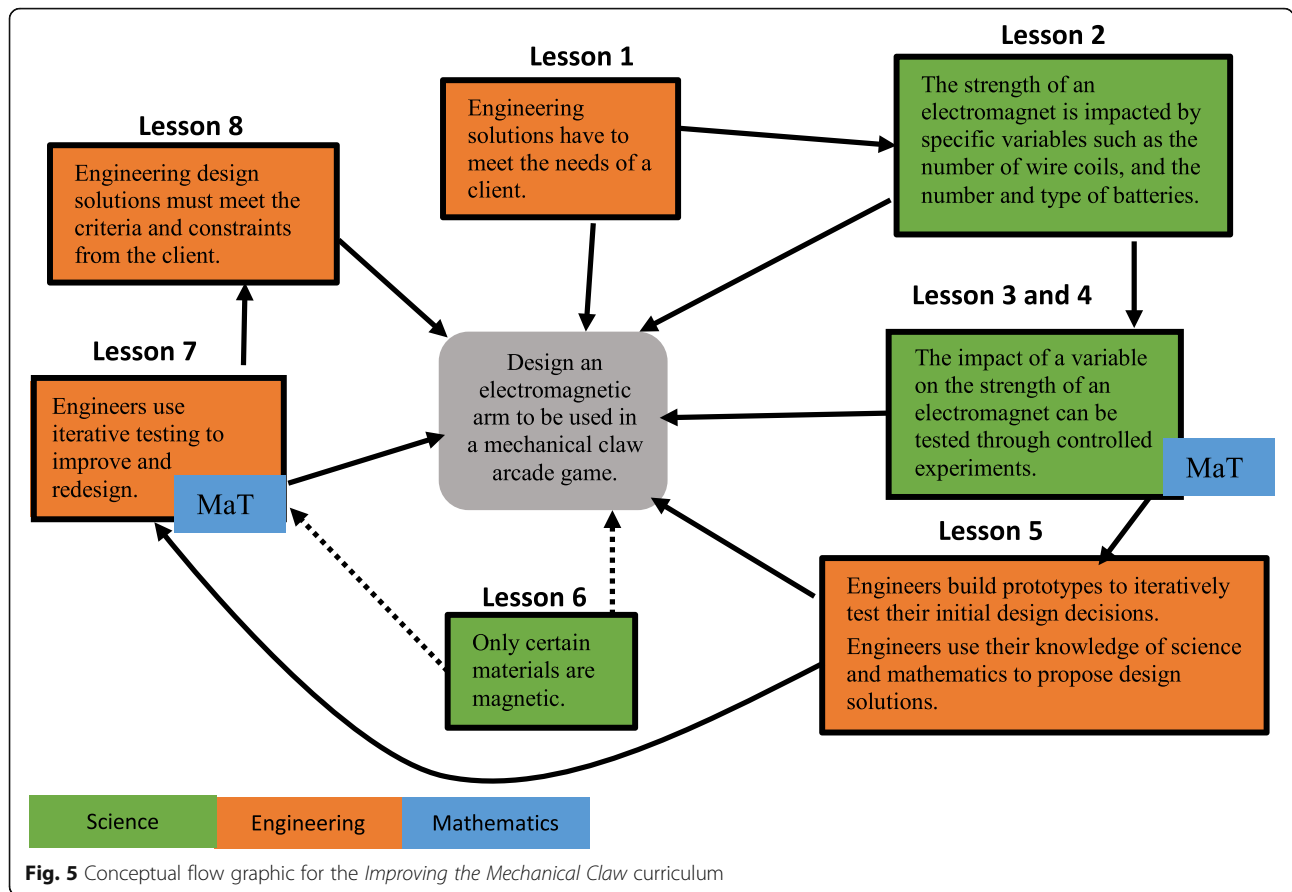 Lesson 1
Engineering
solutions have to
meet the needs of a
client.
Lesson 2
The strength of an
electromagnet is impacted by
specific variables such as the
number of wire coils, and the
number and type of batteries.
Lesson 3 and 4
The impact of a variable
on the strength of an
electromagnet can be
tested through controlled
experiments.
MaT
Lesson 5
Engineers build prototypes to iteratively
test their initial design decisions.
Engineers use their knowledge of science
and mathematics to propose design
solutions.
Lesson 6
Only certain
materials are
magnetic.
Lesson 7
Engineers use
iterative testing to
improve and
redesign.
MaT
Lesson 8
Engineering design
solutions must meet the
criteria and constraints
from the client.
Design an
electromagnetic
arm to be used in
a mechanical claw
arcade game.
Science
Engineering
Mathematics
Fig. 5 Conceptual flow graphic for the Improving the Mechanical Claw curriculum